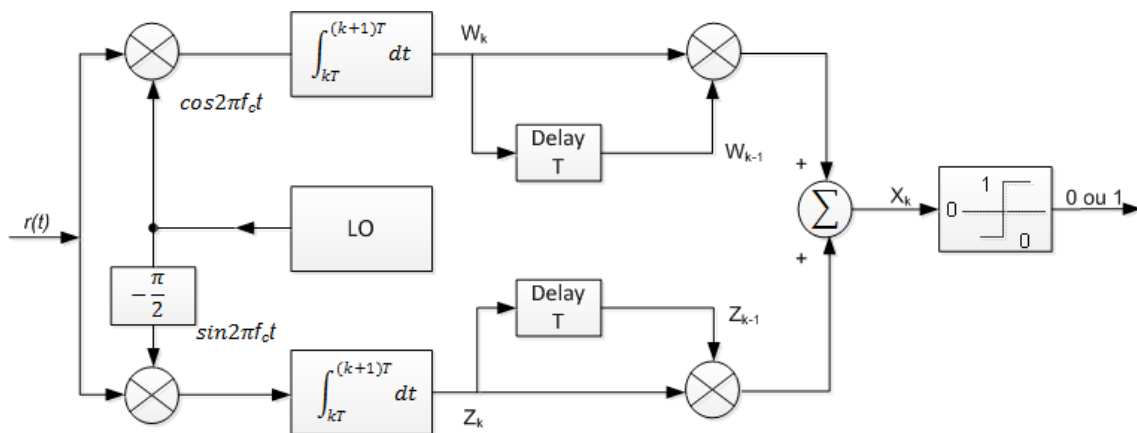 ∫_{kT}^{(k+1)T} dt
W_k
cos2πf_ct
Delay
T
W_{k-1}
+
r(t)
LO
∑
X_k
0
1
0
0 ou 1
+
-π/2
sin2πf_ct
Delay
T
Z_{k-1}
∫_{kT}^{(k+1)T} dt
Z_k